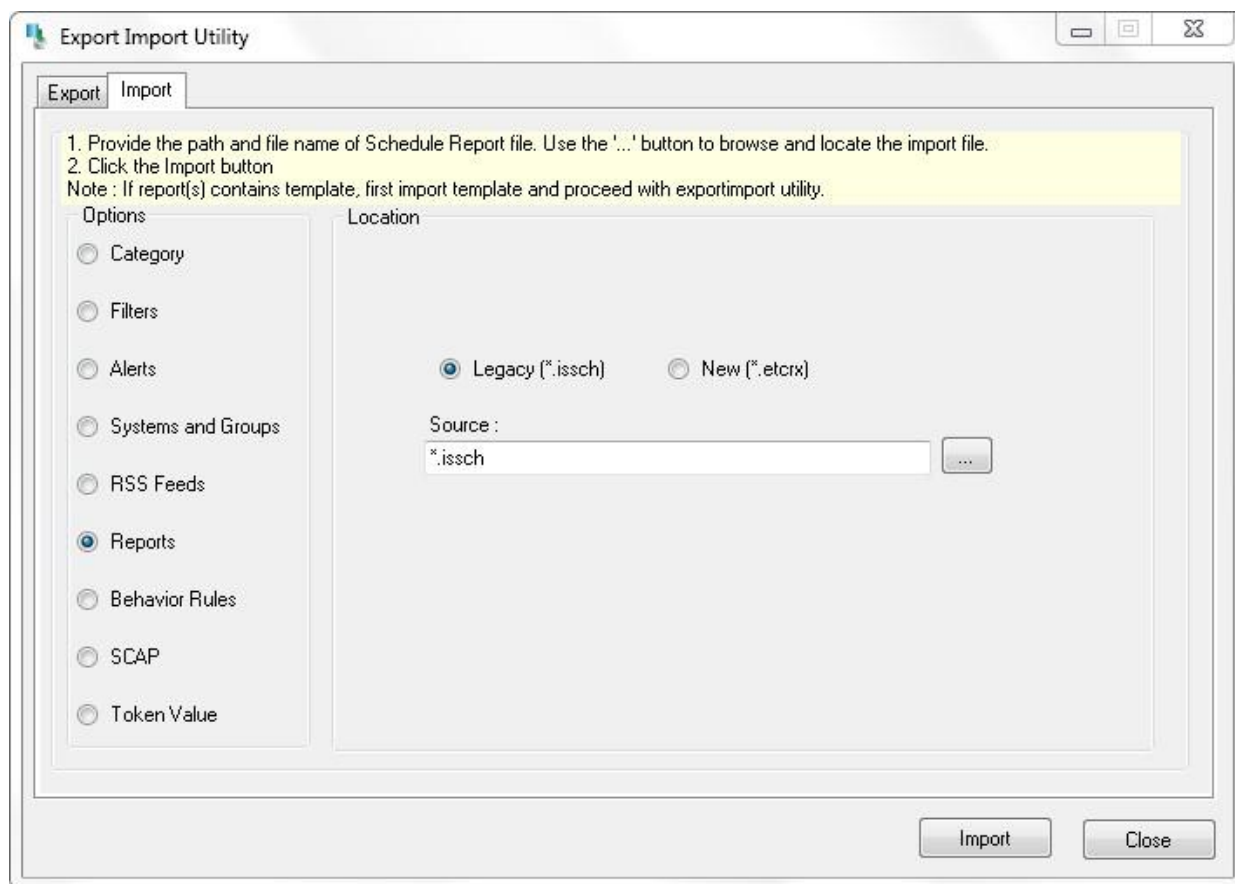 Export Import Utility
Export
Import
1. Provide the path and file name of Schedule Report file. Use the '...' button to browse and locate the import file.
2. Click the Import button
Note : If report(s) contains template, first import template and proceed with exportimport utility.
Options
Category
Filters
Alerts
Systems and Groups
RSS Feeds
Reports
Behavior Rules
SCAP
Token Value
Location
Legacy (*.issch)
New (*.etcrx)
Source :
*.issch
...
Import
Close